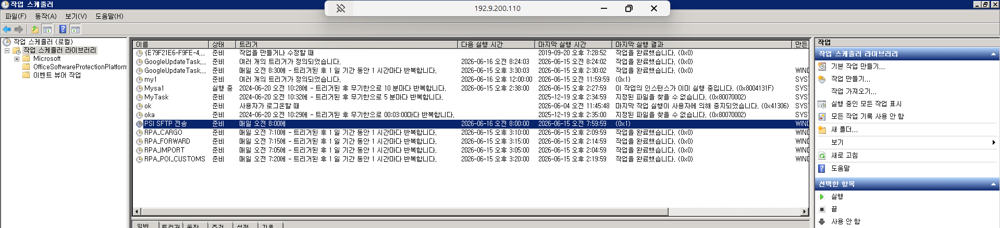 작업 스케줄러
192.9.200.110
파일(F) 동작(A) 보기(V) 도움말(H)
작업 스케줄러 (로컬)
작업 스케줄러 라이브러리
Microsoft
OfficeSoftwareProtectionPlatform
이벤트 뷰어 작업
이름 상태 트리거 다음 실행 시간 마지막 실행 시간 마지막 실행 결과 만든
{E79F21E6-F9FE-4... 준비 작업을 만들거나 수정할 때 2019-09-20 오후 7:28:52 작업을 완료했습니다. (0x0)
GoogleUpdateTask... 준비 여러 개의 트리거가 정의되었습니다. 2026-06-16 오전 8:24:03 2026-06-15 오전 8:24:02 작업을 완료했습니다. (0x0)
GoogleUpdateTask... 준비 매일 오전 8:30에 - 트리거된 후 1 일 기간 동안 1 시간마다 반복합니다. 2026-06-15 오후 3:30:03 2026-06-15 오후 2:30:02 작업을 완료했습니다. (0x0) WIND
my1 준비 여러 개의 트리거가 정의되었습니다. 2026-06-16 오후 12:00:00 2026-06-15 오전 11:59:59 (0x1) SYS
Mysa1 실행 중 2024-06-20 오전 10:28에 - 트리거된 후 무기한으로 10 분마다 반복합니다. 2026-06-15 오후 2:38:00 2026-06-15 오후 2:27:59 이 작업의 인스턴스가 이미 실행 중입니다. (0x8004131F) SYS
MyTask 준비 2024-06-20 오전 10:32에 - 트리거된 후 무기한으로 5 분마다 반복합니다. 2025-12-19 오후 2:34:59 지정된 파일을 찾을 수 없습니다. (0x80070002) SYS
ok 준비 사용자가 로그온할 때 2026-06-04 오전 11:45:48 마지막 작업 실행이 사용자에 의해 중지되었습니다. (0x41306) SYS
oka 준비 2024-06-20 오전 10:29에 - 트리거된 후 무기한으로 00:03:00마다 반복합니다. 2025-12-19 오후 2:35:00 지정된 파일을 찾을 수 없습니다. (0x80070002) SYS
PSI SFTP 전송 준비 매일 오전 8:00에 2026-06-16 오전 8:00:00 2026-06-15 오전 7:59:59 (0x1) WIND
RPA_CARGO 준비 매일 오전 7:10에 - 트리거된 후 1 일 기간 동안 1 시간마다 반복합니다. 2026-06-15 오후 3:10:00 2026-06-15 오후 2:09:59 작업을 완료했습니다. (0x0) WIND
RPA_FORWARD 준비 매일 오전 7:15에 - 트리거된 후 1 일 기간 동안 1 시간마다 반복합니다. 2026-06-15 오후 3:15:00 2026-06-15 오후 2:14:59 작업을 완료했습니다. (0x0) WIND
RPA_IMPORT 준비 매일 오전 7:05에 - 트리거된 후 1 일 기간 동안 1 시간마다 반복합니다. 2026-06-15 오후 3:05:00 2026-06-15 오후 2:04:59 작업을 완료했습니다. (0x0) WIND
RPA_POI_CUSTOMS 준비 매일 오전 7:20에 - 트리거된 후 1 일 기간 동안 1 시간마다 반복합니다. 2026-06-15 오후 3:20:00 2026-06-15 오후 2:19:59 작업을 완료했습니다. (0x0) WIND
일반 트리거 동작 조건 설정 기록
작업
작업 스케줄러 라이브러리
기본 작업 만들기...
작업 만들기...
작업 가져오기...
실행 중인 모든 작업 표시
모든 작업 기록 사용 안 함
새 폴더...
보기
새로 고침
도움말
선택한 항목
실행
끝
사용 안 함